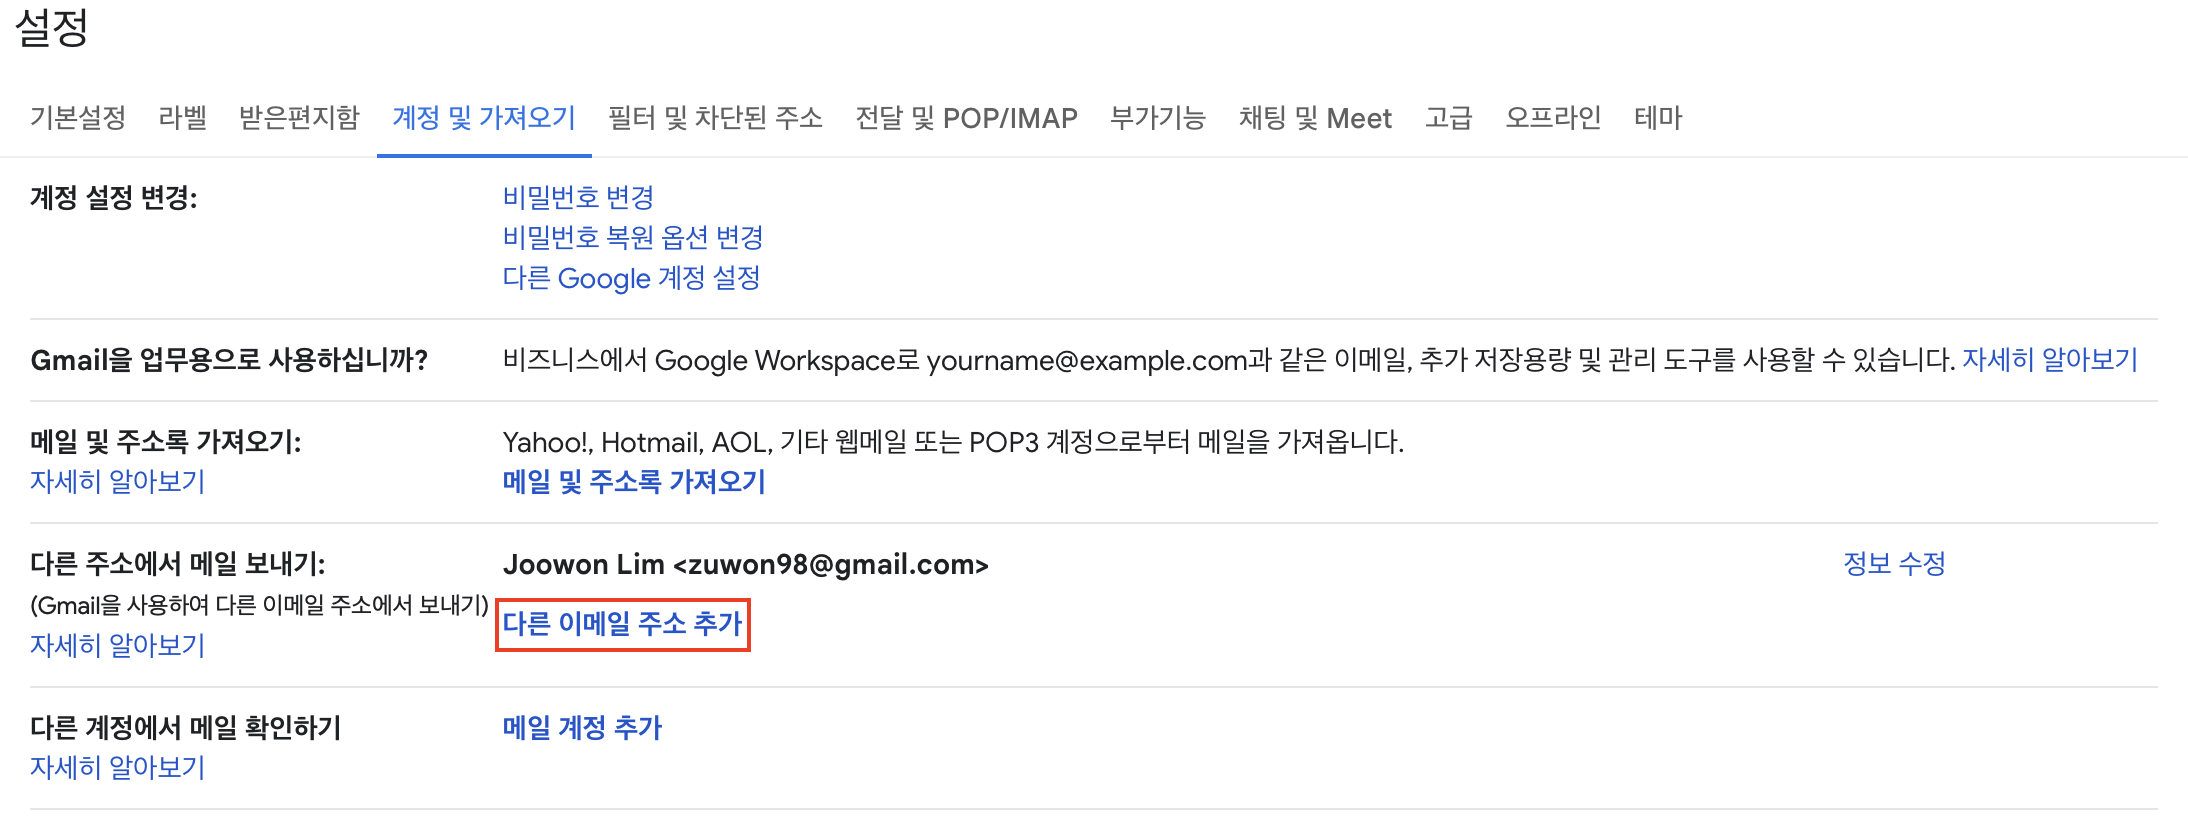 설정
기본설정 라벨 받은편지함 계정 및 가져오기 필터 및 차단된 주소 전달 및 POP/IMAP 부가기능 채팅 및 Meet 고급 오프라인 테마
계정 설정 변경: 비밀번호 변경
비밀번호 복원 옵션 변경
다른 Google 계정 설정
Gmail을 업무용으로 사용하십니까? 비즈니스에서 Google Workspace로 yourname@example.com과 같은 이메일, 추가 저장용량 및 관리 도구를 사용할 수 있습니다. 자세히 알아보기
메일 및 주소록 가져오기: Yahoo!, Hotmail, AOL, 기타 웹메일 또는 POP3 계정으로부터 메일을 가져옵니다.
자세히 알아보기 메일 및 주소록 가져오기
다른 주소에서 메일 보내기: Joowon Lim <zuwon98@gmail.com> 정보 수정
(Gmail을 사용하여 다른 이메일 주소에서 보내기) 다른 이메일 주소 추가
자세히 알아보기
다른 계정에서 메일 확인하기 메일 계정 추가
자세히 알아보기